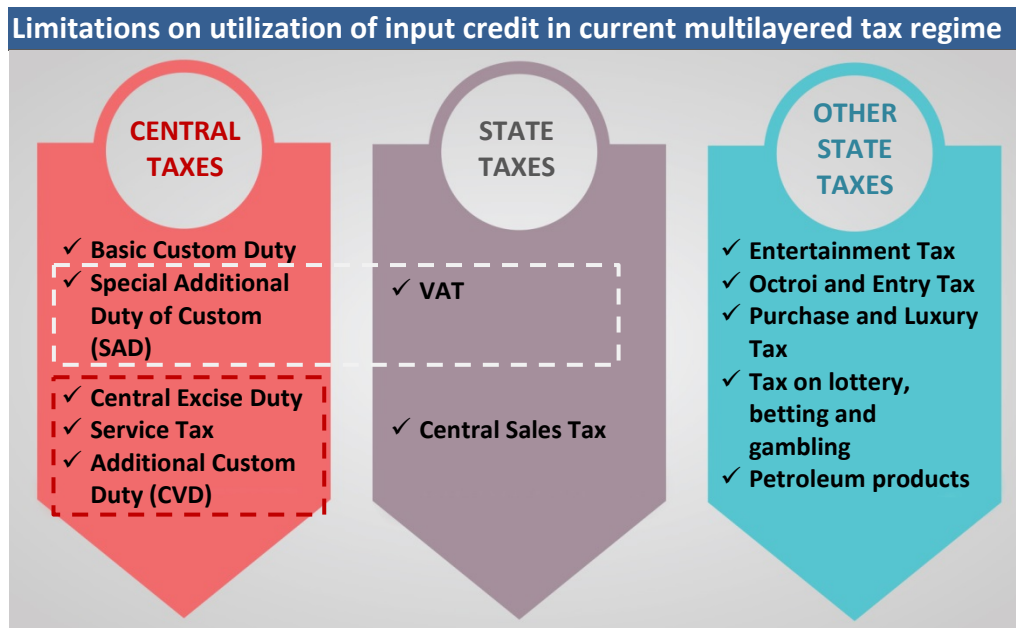 Limitations on utilization of input credit in current multilayered tax regime
CENTRAL
TAXES
✓ Basic Custom Duty
✓ Special Additional
Duty of Custom
(SAD)
✓ Central Excise Duty
✓ Service Tax
✓ Additional Custom
Duty (CVD)
STATE
TAXES
✓ VAT
✓ Central Sales Tax
OTHER
STATE
TAXES
✓ Entertainment Tax
✓ Octroi and Entry Tax
✓ Purchase and Luxury
Tax
✓ Tax on lottery,
betting and
gambling
✓ Petroleum products